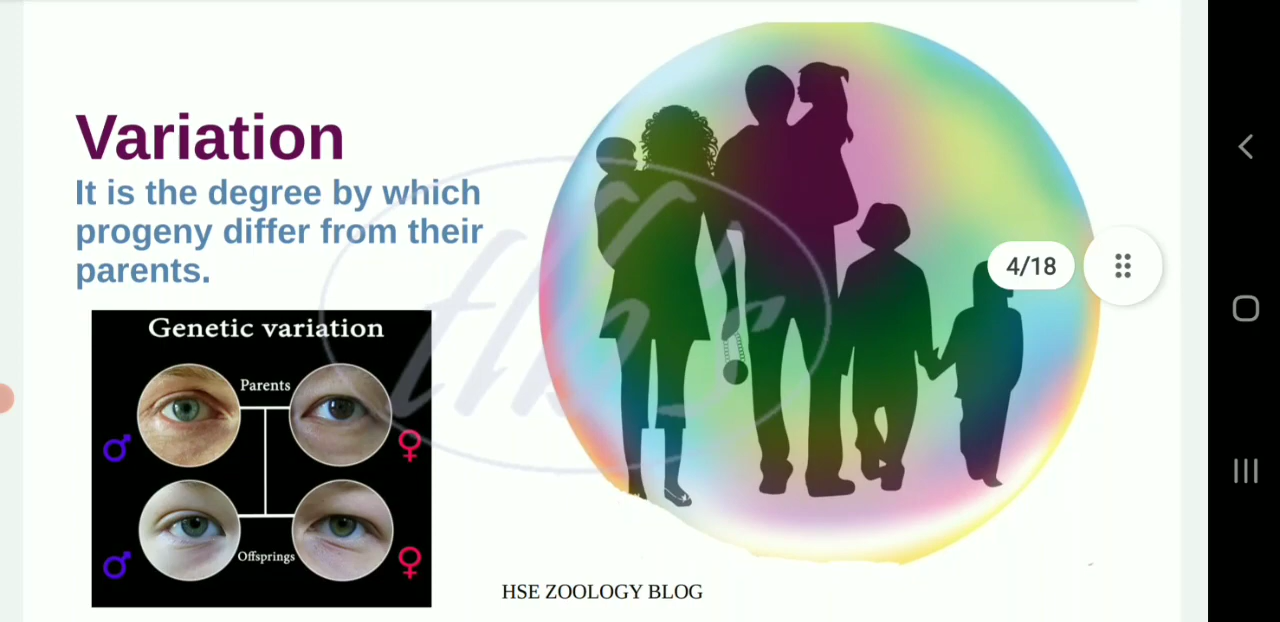 Variation
It is the degree by which
progeny differ from their
parents.
Genetic variation
Parents
Offsprings
4/18
HSE ZOOLOGY BLOG